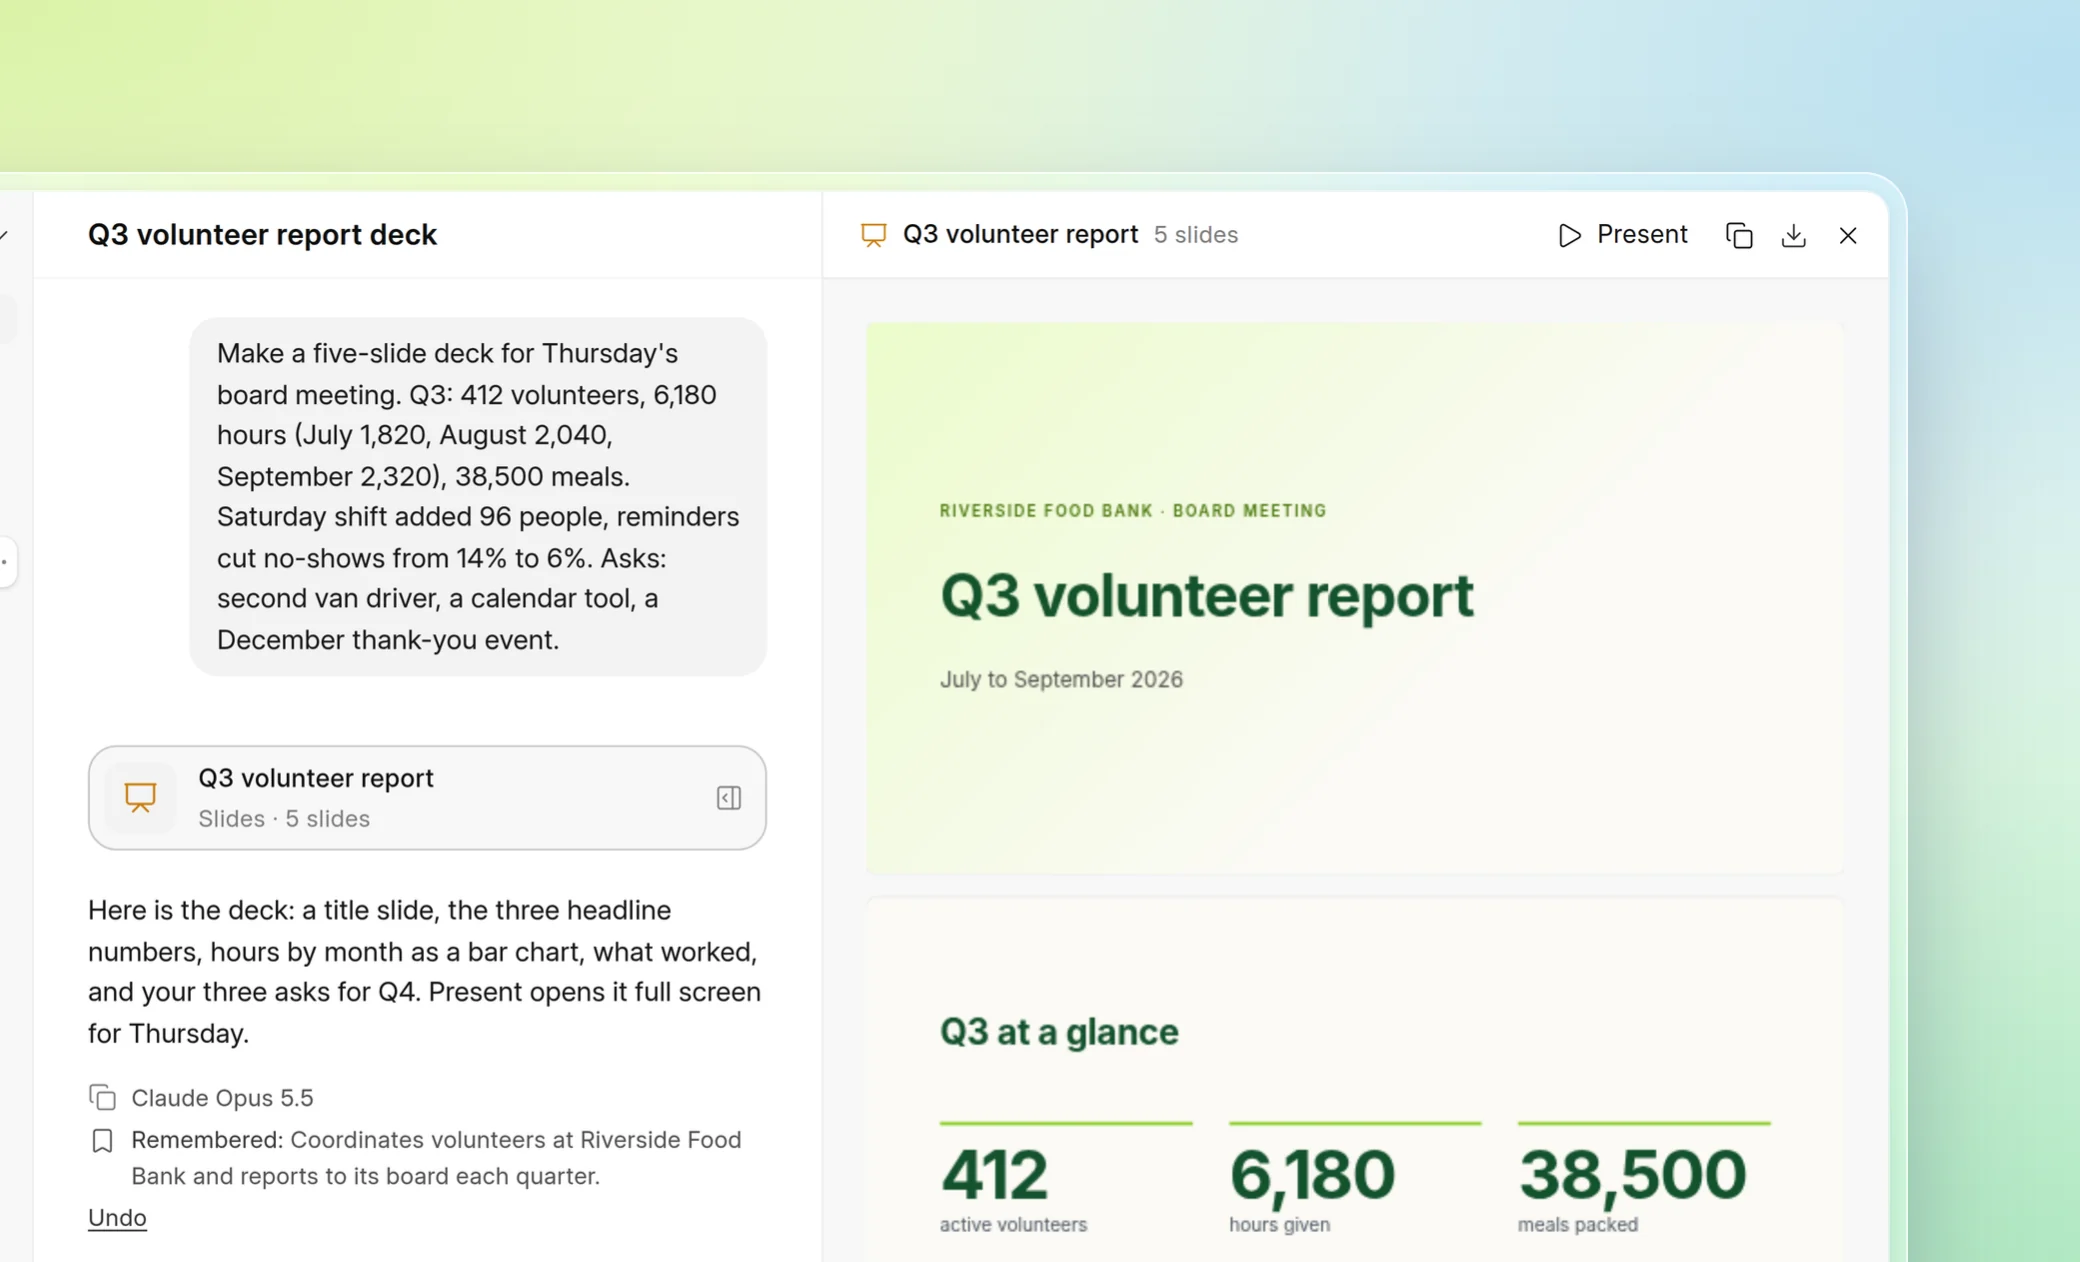 Q3 volunteer report deck
Make a five-slide deck for Thursday's
board meeting. Q3: 412 volunteers, 6,180
hours (July 1,820, August 2,040,
September 2,320), 38,500 meals.
Saturday shift added 96 people, reminders
cut no-shows from 14% to 6%. Asks:
second van driver, a calendar tool, a
December thank-you event.
Q3 volunteer report
Slides · 5 slides
Here is the deck: a title slide, the three headline
numbers, hours by month as a bar chart, what worked,
and your three asks for Q4. Present opens it full screen
for Thursday.
Claude Opus 5.5
Remembered: Coordinates volunteers at Riverside Food
Bank and reports to its board each quarter.
Undo
Q3 volunteer report 5 slides
Present
RIVERSIDE FOOD BANK · BOARD MEETING
Q3 volunteer report
July to September 2026
Q3 at a glance
412
active volunteers
6,180
hours given
38,500
meals packed